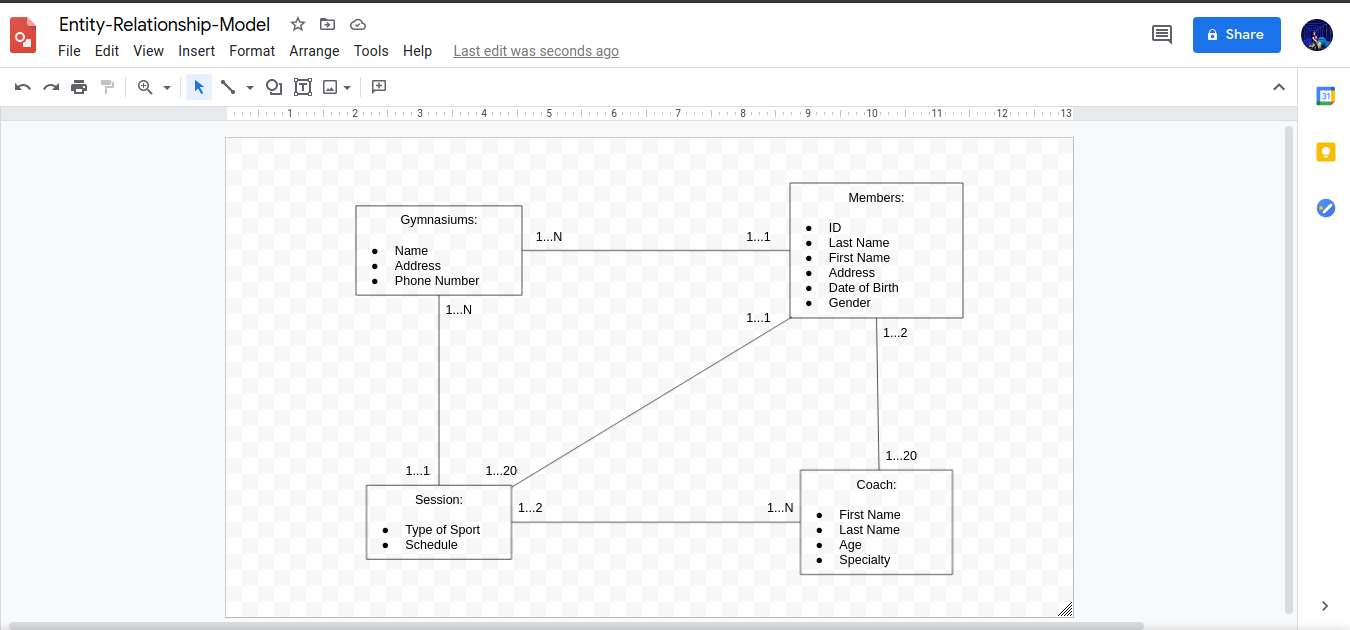 Entity-Relationship-Model
File Edit View Insert Format Arrange Tools Help Last edit was seconds ago
Share
1 2 3 4 5 6 7 8 9 10 11 12 13
31
Gymnasiums:
● Name
● Address
● Phone Number
1...N
1...1
Members:
● ID
● Last Name
● First Name
● Address
● Date of Birth
● Gender
1...N
1...1
1...2
1...1
1...20
1...20
Session:
● Type of Sport
● Schedule
1...2
1...N
Coach:
● First Name
● Last Name
● Age
● Specialty